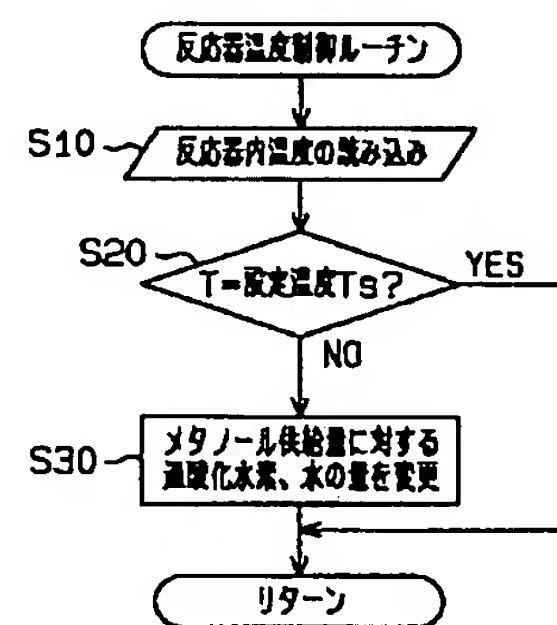 反応器温度制御ルーチン
S10
反応器内温度の読み込み
S20
T=設定温度Ts?
YES
NO
S30
メタノール供給量に対する
過酸化水素、水の量を変更
リターン